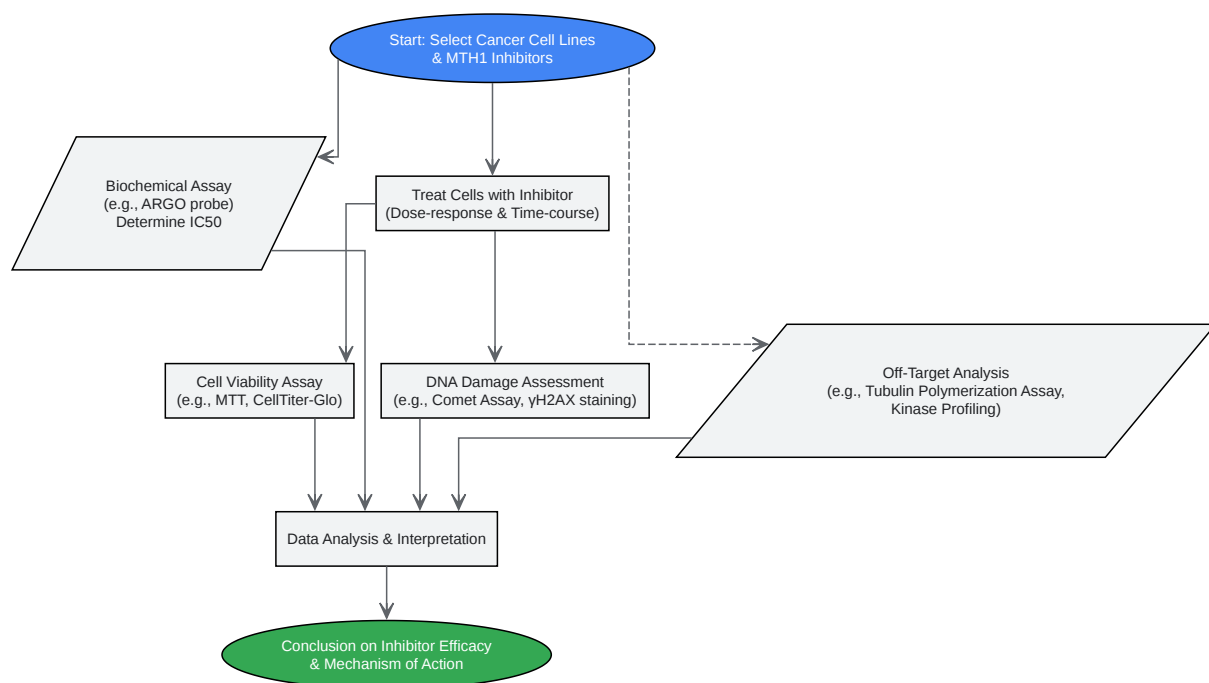 Start: Select Cancer Cell Lines
& MTH1 Inhibitors
Biochemical Assay
(e.g., ARGO probe)
Determine IC50
Treat Cells with Inhibitor
(Dose-response & Time-course)
Cell Viability Assay
(e.g., MTT, CellTiter-Glo)
DNA Damage Assessment
(e.g., Comet Assay, γH2AX staining)
Off-Target Analysis
(e.g., Tubulin Polymerization Assay,
Kinase Profiling)
Data Analysis & Interpretation
Conclusion on Inhibitor Efficacy
& Mechanism of Action